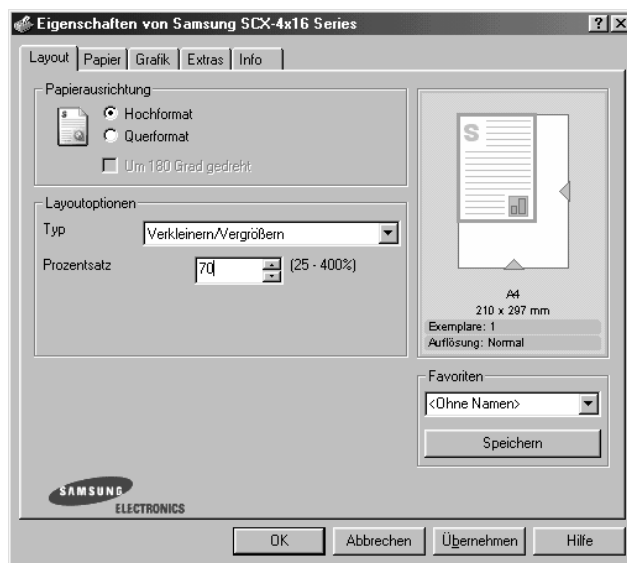 Eigenschaften von Samsung SCX-4x16 Series
Layout Papier Grafik Extras Info
Papierausrichtung
Hochformat
Querformat
Um 180 Grad gedreht
Layoutoptionen
Typ Verkleinern/Vergrößern
Prozentsatz 70 (25 - 400%)
S
S
A4
210 x 297 mm
Exemplare: 1
Auflösung: Normal
Favoriten
<Ohne Namen>
Speichern
SAMSUNG
ELECTRONICS
OK Abbrechen Übernehmen Hilfe